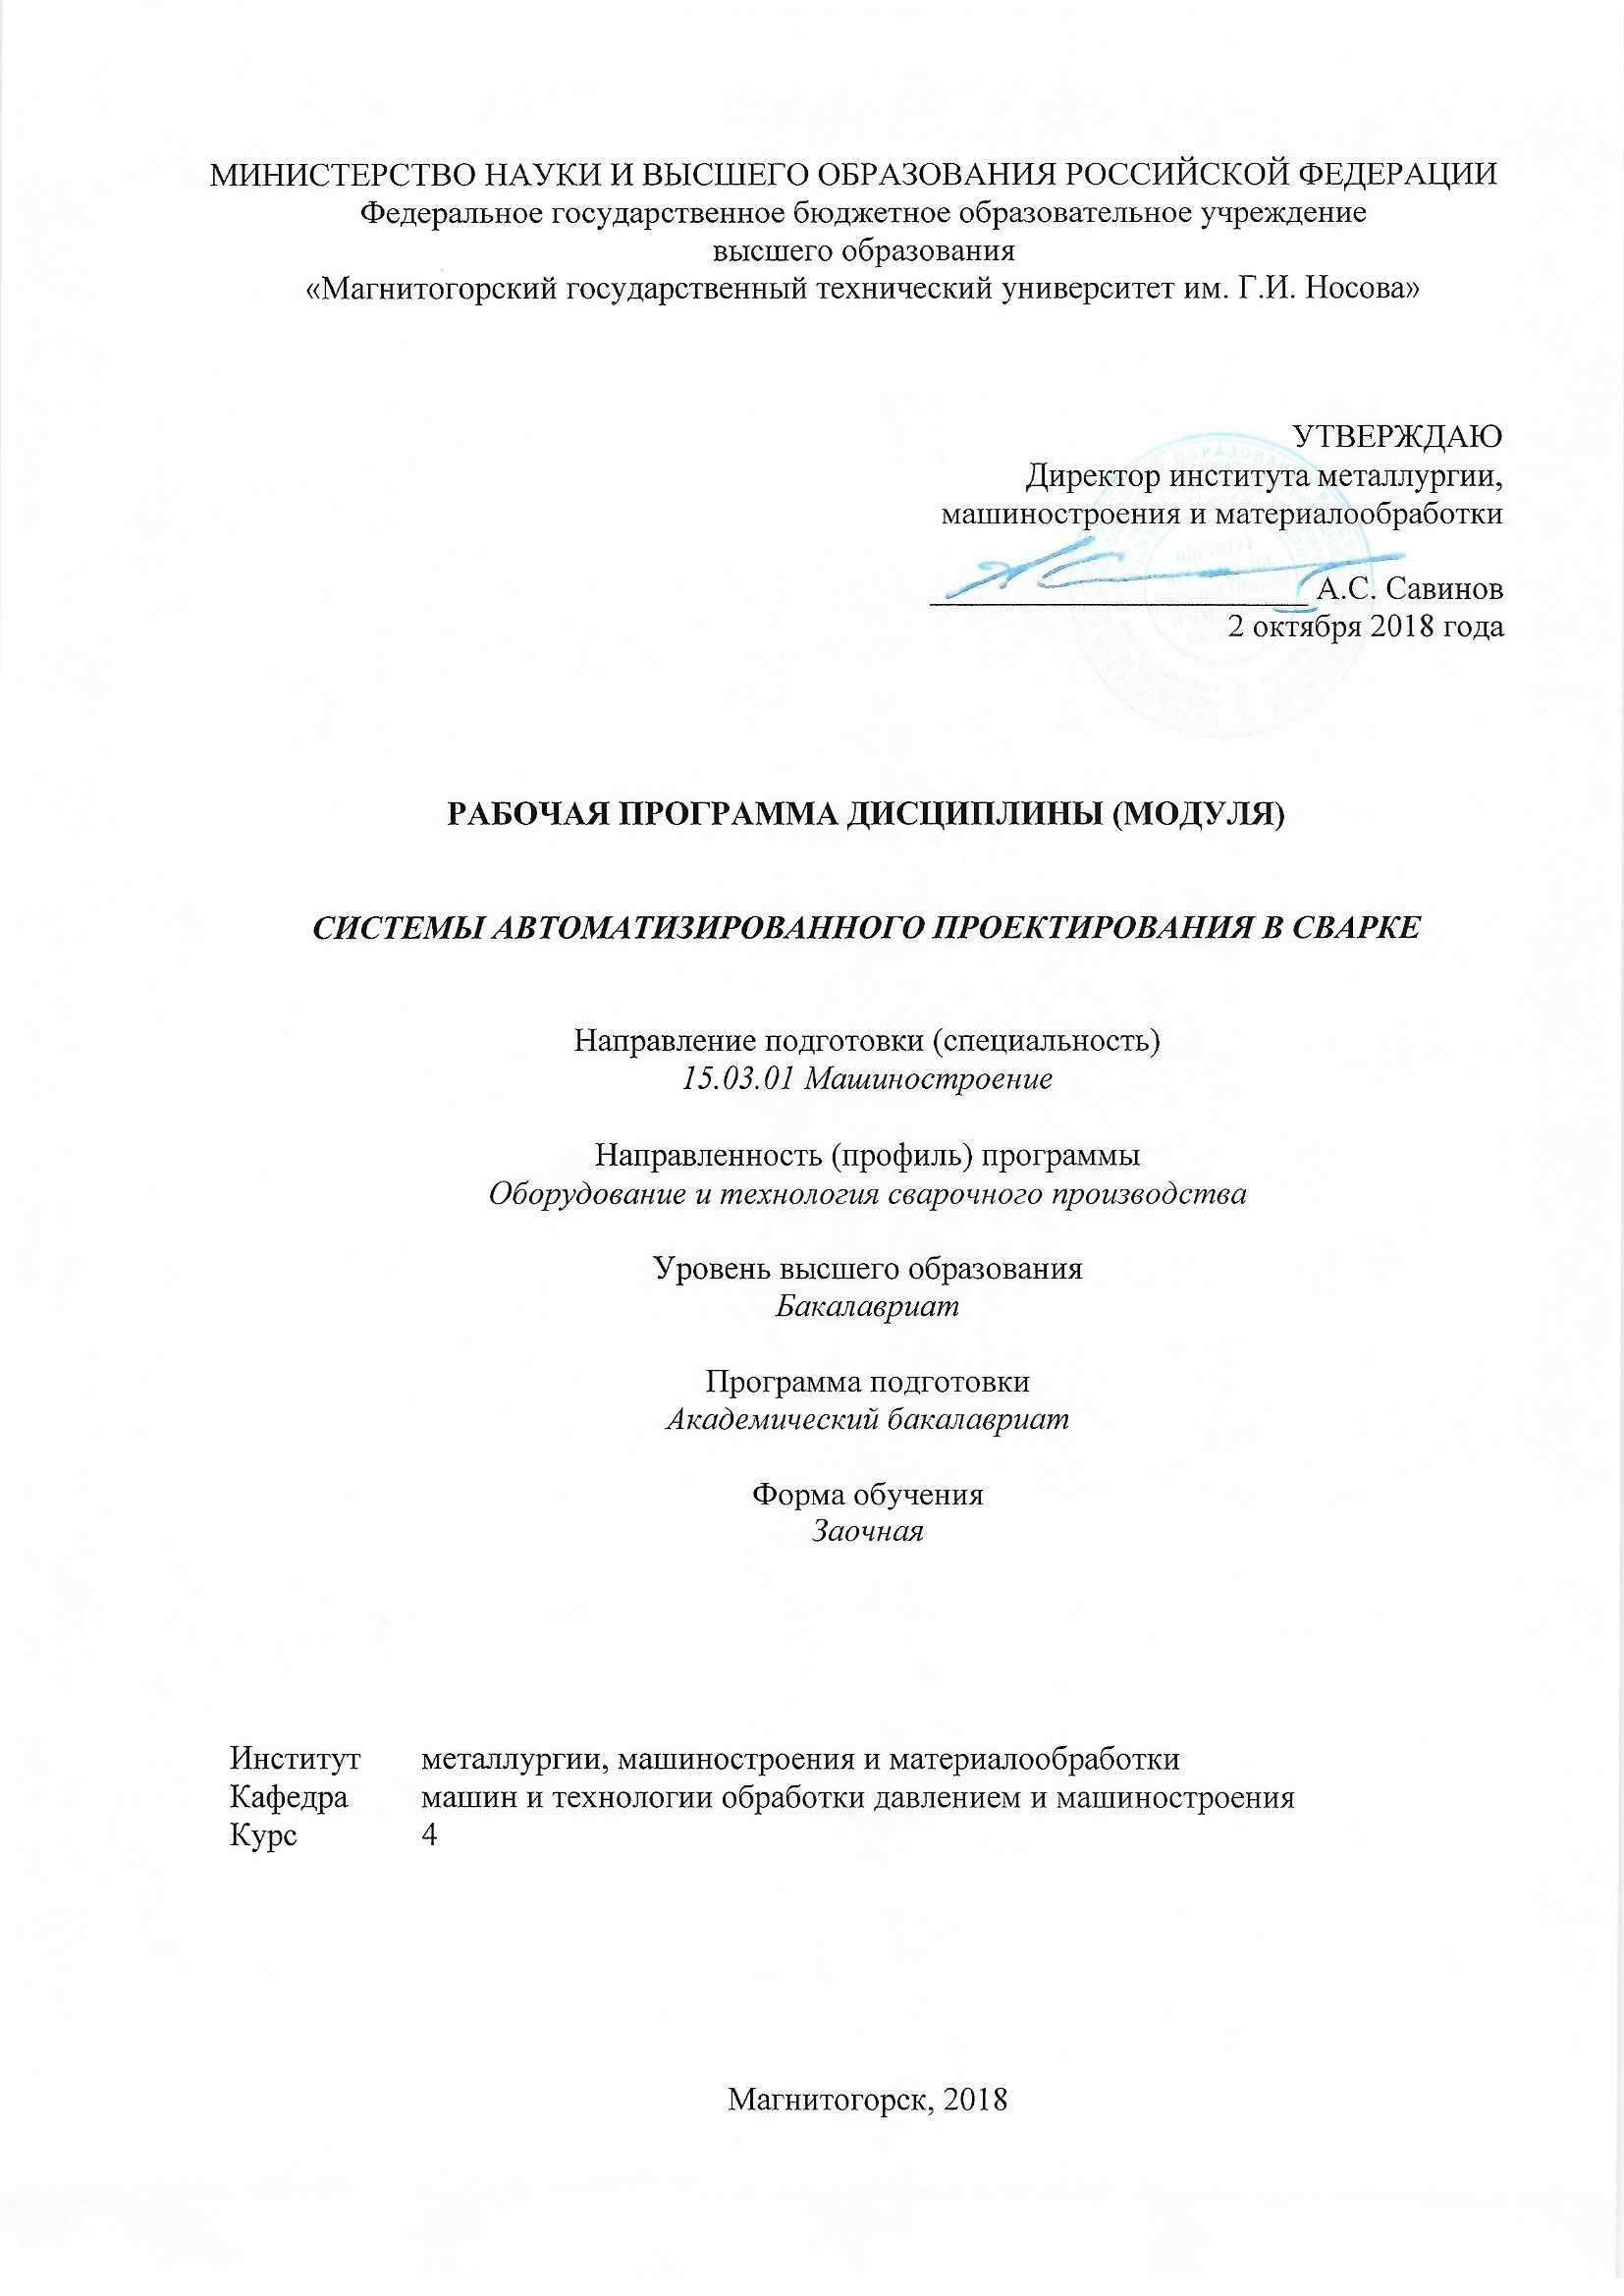 МИНИСТЕРСТВО НАУКИ И ВЫСШЕГО ОБРАЗОВАНИЯ РОССИЙСКОЙ ФЕДЕРАЦИИ
Федеральное государственное бюджетное образовательное учреждение
высшего образования
«Магнитогорский государственный технический университет им. Г.И. Носова»
УТВЕРЖДАЮ
Директор института металлургии,
машиностроения и материалообработки
А.С. Савинов
2 октября 2018 года
РАБОЧАЯ ПРОГРАММА ДИСЦИПЛИНЫ (МОДУЛЯ)
СИСТЕМЫ АВТОМАТИЗИРОВАННОГО ПРОЕКТИРОВАНИЯ В СВАРКЕ
Направление подготовки (специальность)
15.03.01 Машиностроение
Направленность (профиль) программы
Оборудование и технология сварочного производства
Уровень высшего образования
Бакалавриат
Программа подготовки
Академический бакалавриат
Форма обучения
Заочная
Институт металлургии, машиностроения и материалообработки
Кафедра машин и технологии обработки давлением и машиностроения
Курс 4
Магнитогорск, 2018